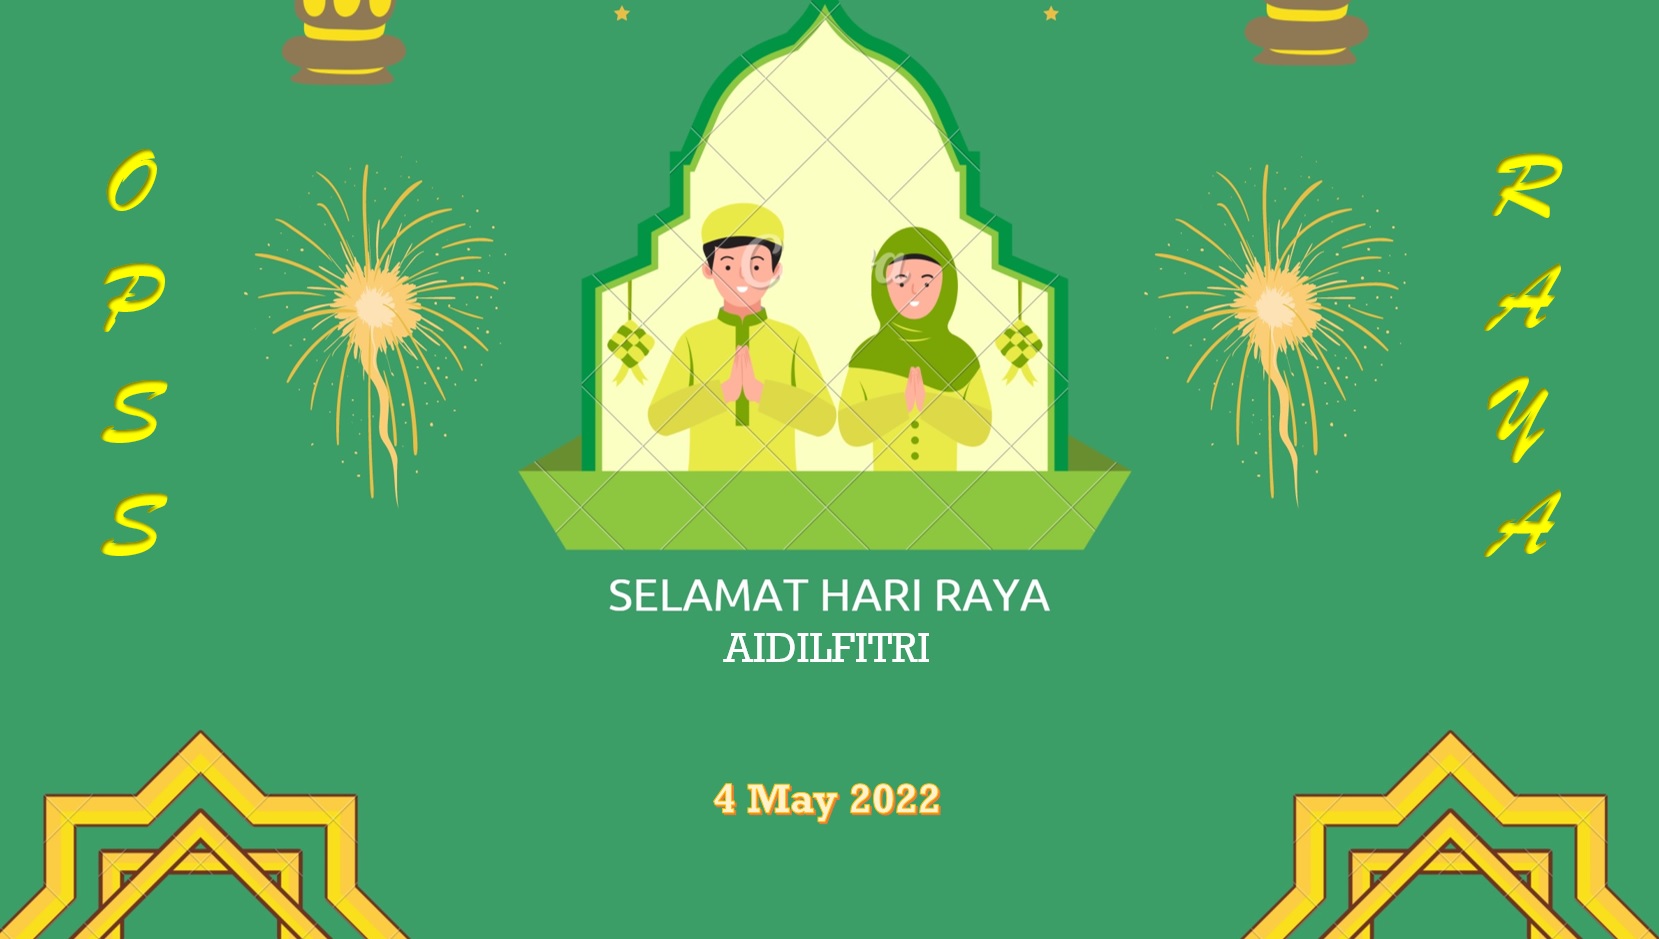 OPSS
RAYA
SELAMAT HARI RAYA
AIDILFITRI
4 May 2022